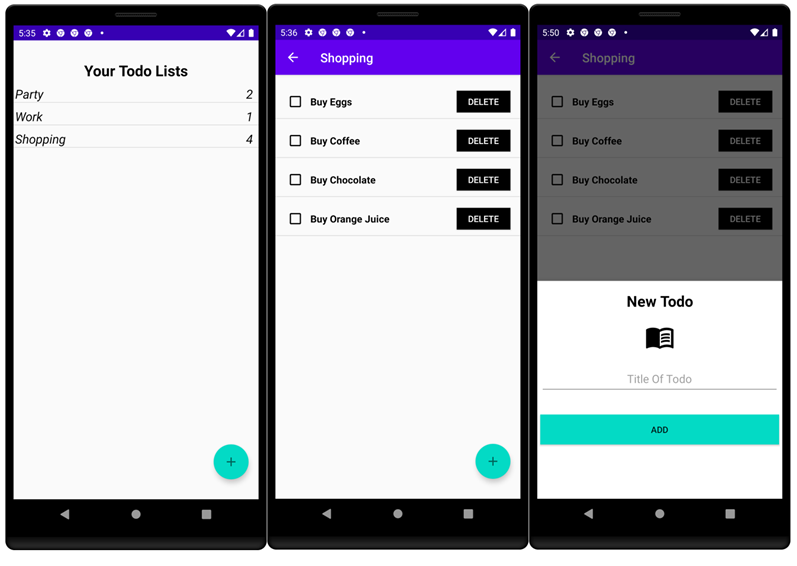 5:35
Your Todo Lists
Party 2
Work 1
Shopping 4
+
5:36
Shopping
Buy Eggs DELETE
Buy Coffee DELETE
Buy Chocolate DELETE
Buy Orange Juice DELETE
+
5:50
Shopping
Buy Eggs DELETE
Buy Coffee DELETE
Buy Chocolate DELETE
Buy Orange Juice DELETE
New Todo
Title Of Todo
ADD